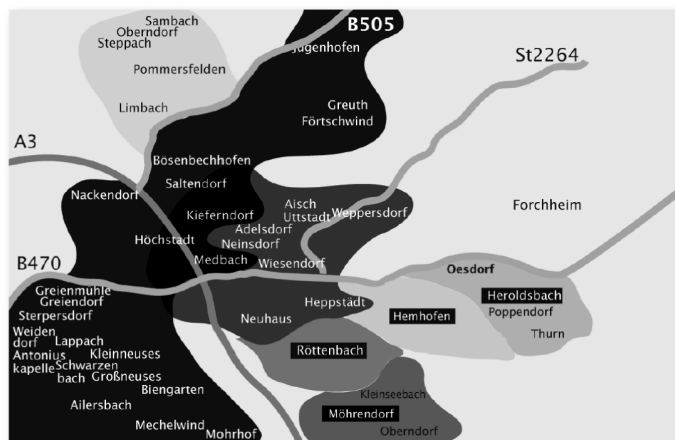 Sambach
Oberndorf
Steppach
B505
Jugenhofen
St2264
Pommersfelden
Limbach
Greuth
Förtschwind
A3
Bösenbechhofen
Saltendorf
Nackendorf
Aisch
Uttstadt
Weppersdorf
Forchheim
Kieferndorf
Adelsdorf
Höchstadt
Neinsdorf
Medbach
Wiesendorf
B470
Oesdorf
Greienmühle
Greiendorf
Heppstädt
Heroldsbach
Sterpersdorf
Neuhaus
Hemhofen
Poppendorf
Weiden
dorf
Lappach
Thurn
Antonius
kapelle
Kleinneuses
Röttenbach
Schwarzen
bach
Großneuses
Biengarten
Kleinseebach
Ailersbach
Möhrendorf
Mechelwind
Mohrhof
Oberndorf